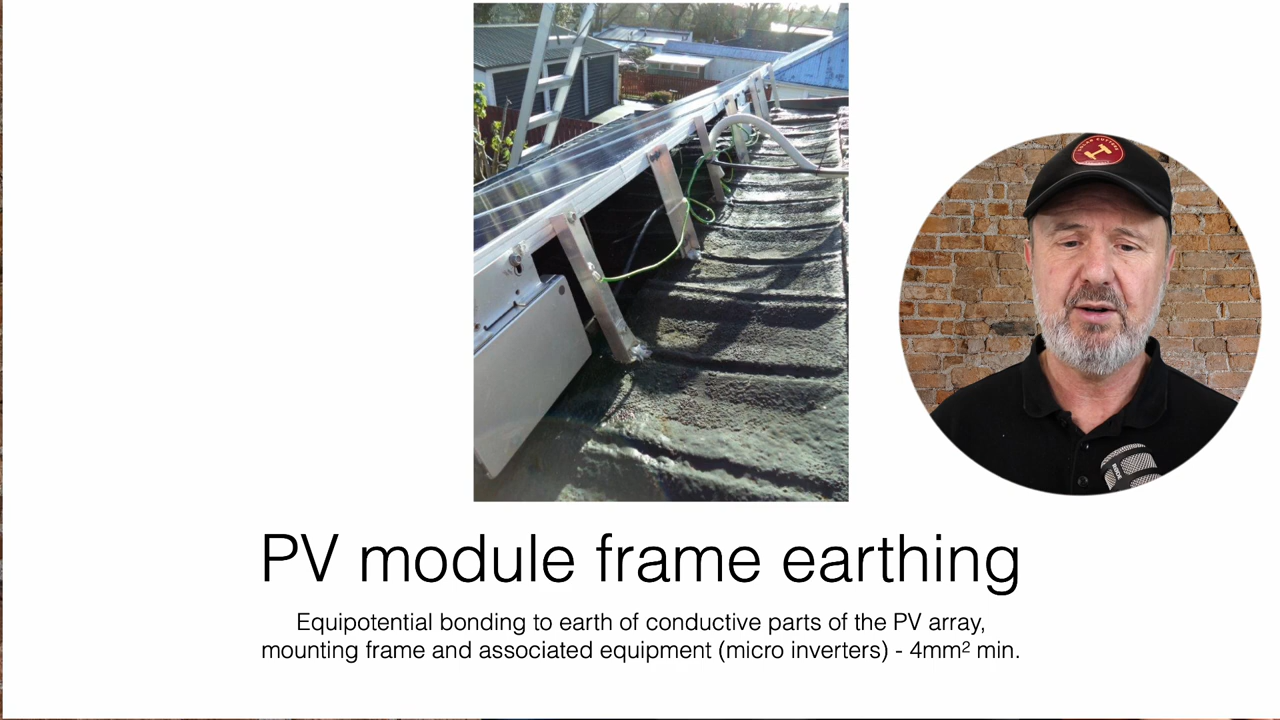 PV module frame earthing
Equipotential bonding to earth of conductive parts of the PV array,
mounting frame and associated equipment (micro inverters) - 4mm² min.